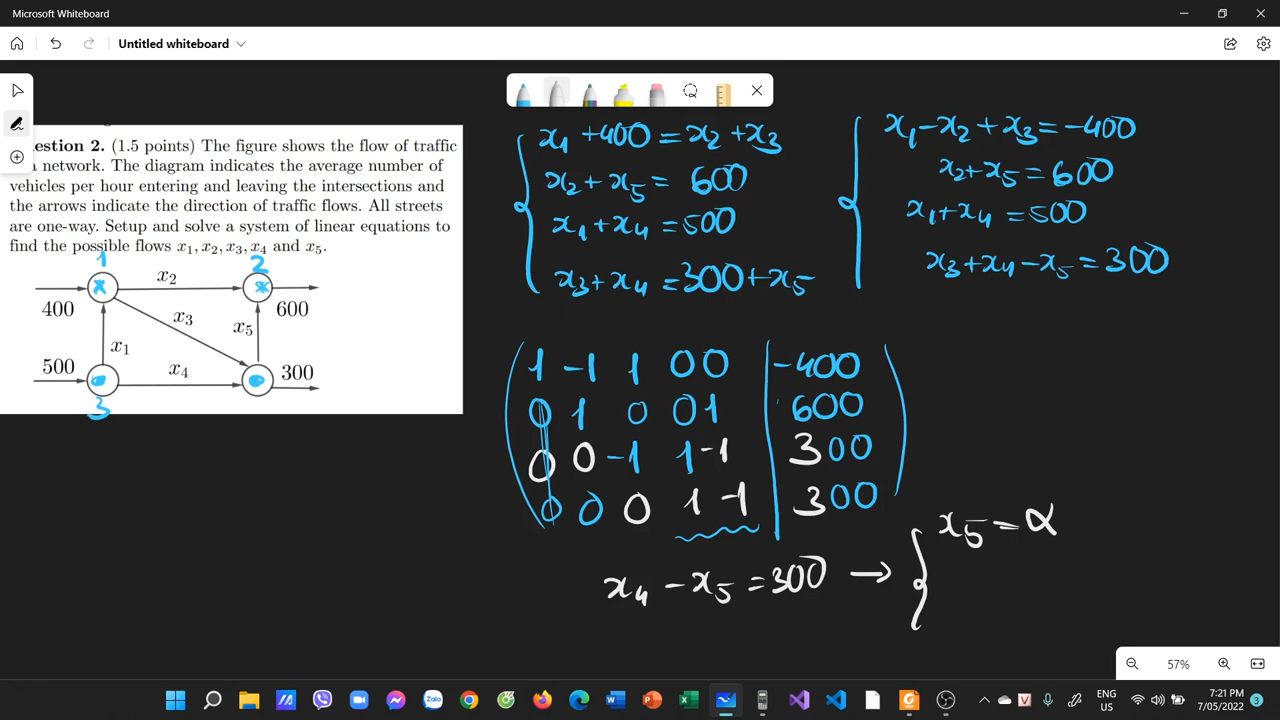 Microsoft Whiteboard
Untitled whiteboard
uestion 2. (1.5 points) The figure shows the flow of traffic
a network. The diagram indicates the average number of
vehicles per hour entering and leaving the intersections and
the arrows indicate the direction of traffic flows. All streets
are one-way. Setup and solve a system of linear equations to
find the possible flows x₁, x₂, x₃, x₄ and x₅.
1
2
x₂
400
600
x₃
x₅
x₁
500
x₄
300
3
x₁ + 400 = x₂ + x₃
x₂ + x₅ = 600
x₁ + x₄ = 500
x₃ + x₄ = 300 + x₅
x₁ - x₂ + x₃ = -400
x₂ + x₅ = 600
x₁ + x₄ = 500
x₃ + x₄ - x₅ = 300
1 -1 1 0 0 | -400
0 1 0 0 1 | 600
0 0 -1 1 -1 | 300
0 0 0 1 -1 | 300
x₄ - x₅ = 300 → { x₅ = α
57%
Zalo
ENG
US
V
7:21 PM
7/05/2022
3